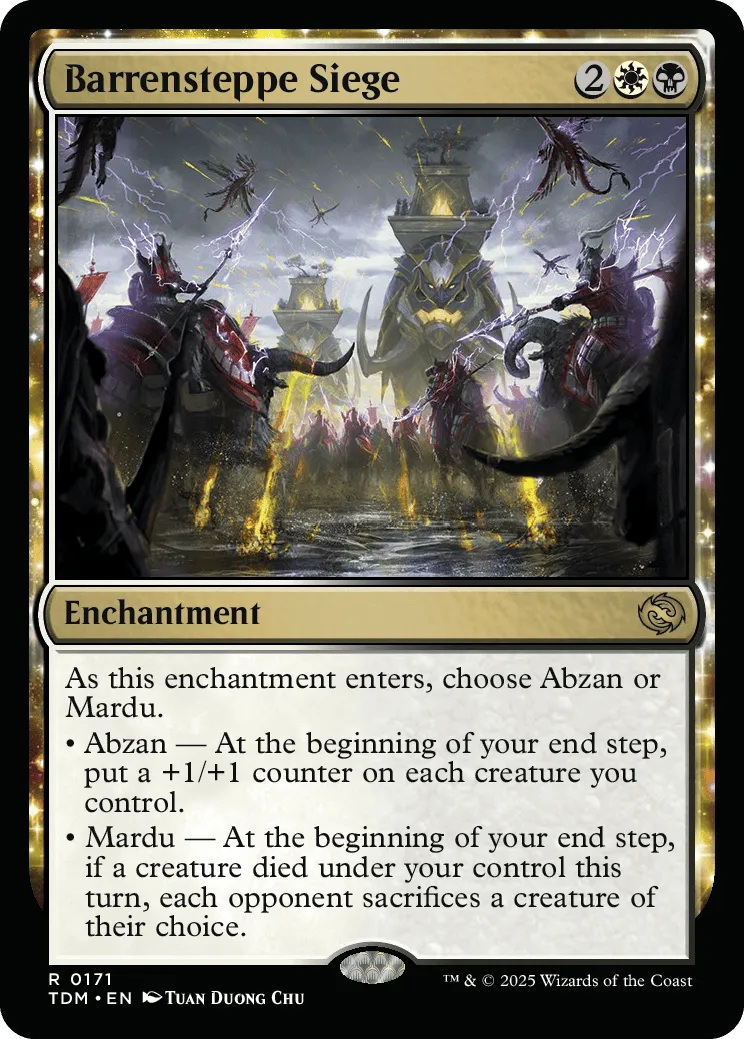 Barrensteppe Siege 2
Enchantment
As this enchantment enters, choose Abzan or
Mardu.
• Abzan — At the beginning of your end step,
put a +1/+1 counter on each creature you
control.
• Mardu — At the beginning of your end step,
if a creature died under your control this
turn, each opponent sacrifices a creature of
their choice.
R 0171
TDM • EN Tuan Duong Chu
™ & © 2025 Wizards of the Coast